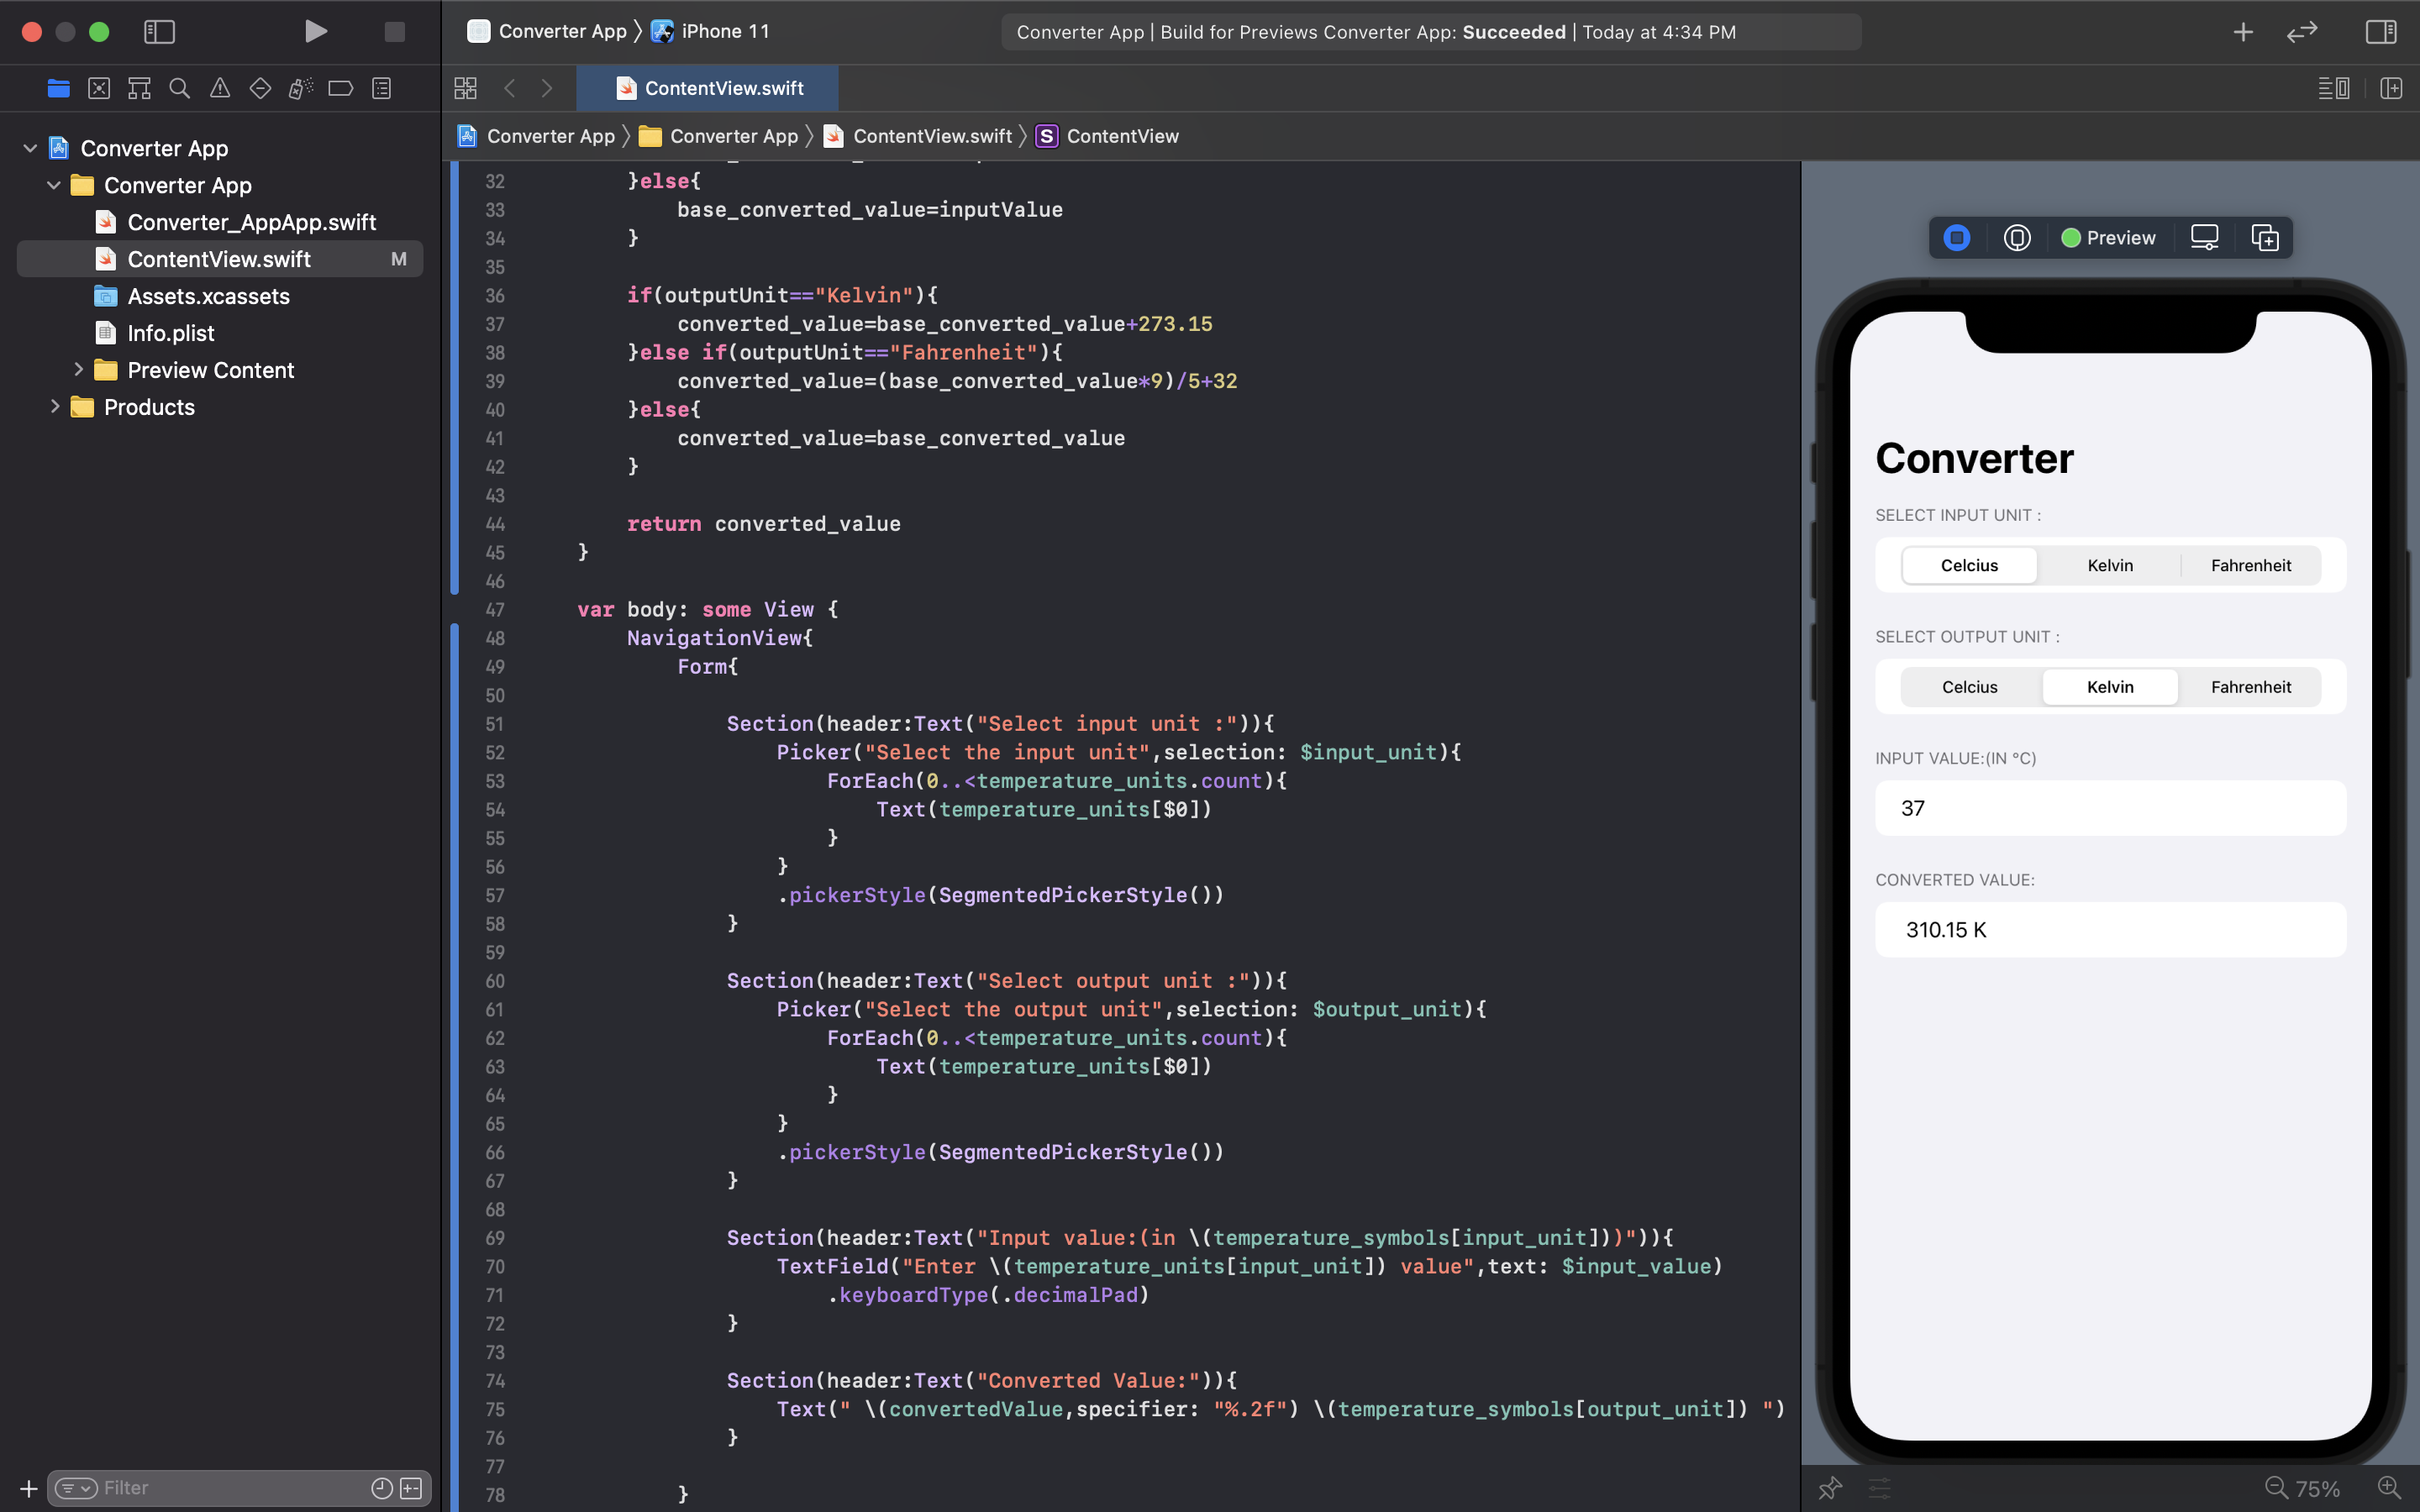 Converter App
iPhone 11
Converter App | Build for Previews Converter App: Succeeded | Today at 4:34 PM
ContentView.swift
Converter App
Converter App
ContentView.swift
S
ContentView
Converter App
Converter App
Converter_AppApp.swift
ContentView.swift M
Assets.xcassets
Info.plist
Preview Content
Products
Filter
32 }else{
33 base_converted_value=inputValue
34 }
35
36 if(outputUnit=="Kelvin"){
37 converted_value=base_converted_value+273.15
38 }else if(outputUnit=="Fahrenheit"){
39 converted_value=(base_converted_value*9)/5+32
40 }else{
41 converted_value=base_converted_value
42 }
43
44 return converted_value
45 }
46
47 var body: some View {
48 NavigationView{
49 Form{
50
51 Section(header:Text("Select input unit :")){
52 Picker("Select the input unit",selection: $input_unit){
53 ForEach(0..<temperature_units.count){
54 Text(temperature_units[$0])
55 }
56 }
57 .pickerStyle(SegmentedPickerStyle())
58 }
59
60 Section(header:Text("Select output unit :")){
61 Picker("Select the output unit",selection: $output_unit){
62 ForEach(0..<temperature_units.count){
63 Text(temperature_units[$0])
64 }
65 }
66 .pickerStyle(SegmentedPickerStyle())
67 }
68
69 Section(header:Text("Input value:(in \(temperature_symbols[input_unit]))")){
70 TextField("Enter \(temperature_units[input_unit]) value",text: $input_value)
71 .keyboardType(.decimalPad)
72 }
73
74 Section(header:Text("Converted Value:")){
75 Text(" \(convertedValue,specifier: "%.2f") \(temperature_symbols[output_unit]) ")
76 }
77
78 }
Preview
Converter
SELECT INPUT UNIT :
Celcius Kelvin Fahrenheit
SELECT OUTPUT UNIT :
Celcius Kelvin Fahrenheit
INPUT VALUE:(IN °C)
37
CONVERTED VALUE:
310.15 K
75%